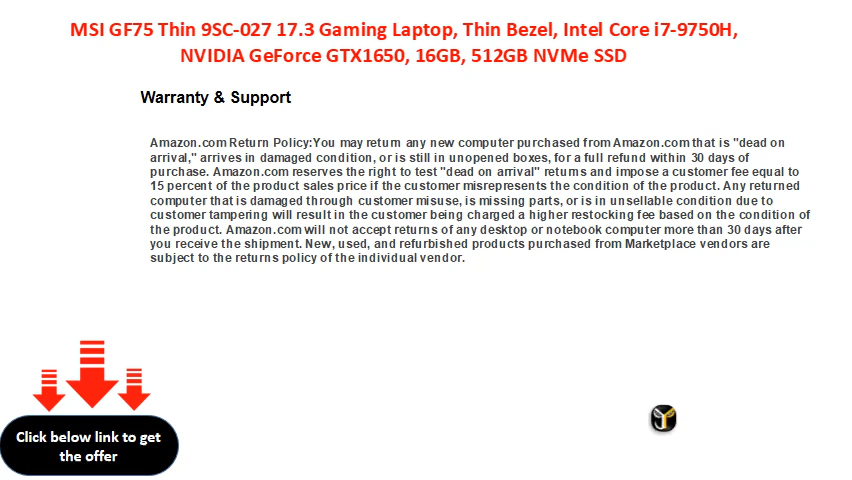 MSI GF75 Thin 9SC-027 17.3 Gaming Laptop, Thin Bezel, Intel Core i7-9750H,
NVIDIA GeForce GTX1650, 16GB, 512GB NVMe SSD
Warranty & Support
Amazon.com Return Policy:You may return any new computer purchased from Amazon.com that is "dead on
arrival," arrives in damaged condition, or is still in unopened boxes, for a full refund within 30 days of
purchase. Amazon.com reserves the right to test "dead on arrival" returns and impose a customer fee equal to
15 percent of the product sales price if the customer misrepresents the condition of the product. Any returned
computer that is damaged through customer misuse, is missing parts, or is in unsellable condition due to
customer tampering will result in the customer being charged a higher restocking fee based on the condition of
the product. Amazon.com will not accept returns of any desktop or notebook computer more than 30 days after
you receive the shipment. New, used, and refurbished products purchased from Marketplace vendors are
subject to the returns policy of the individual vendor.
Click below link to get
the offer